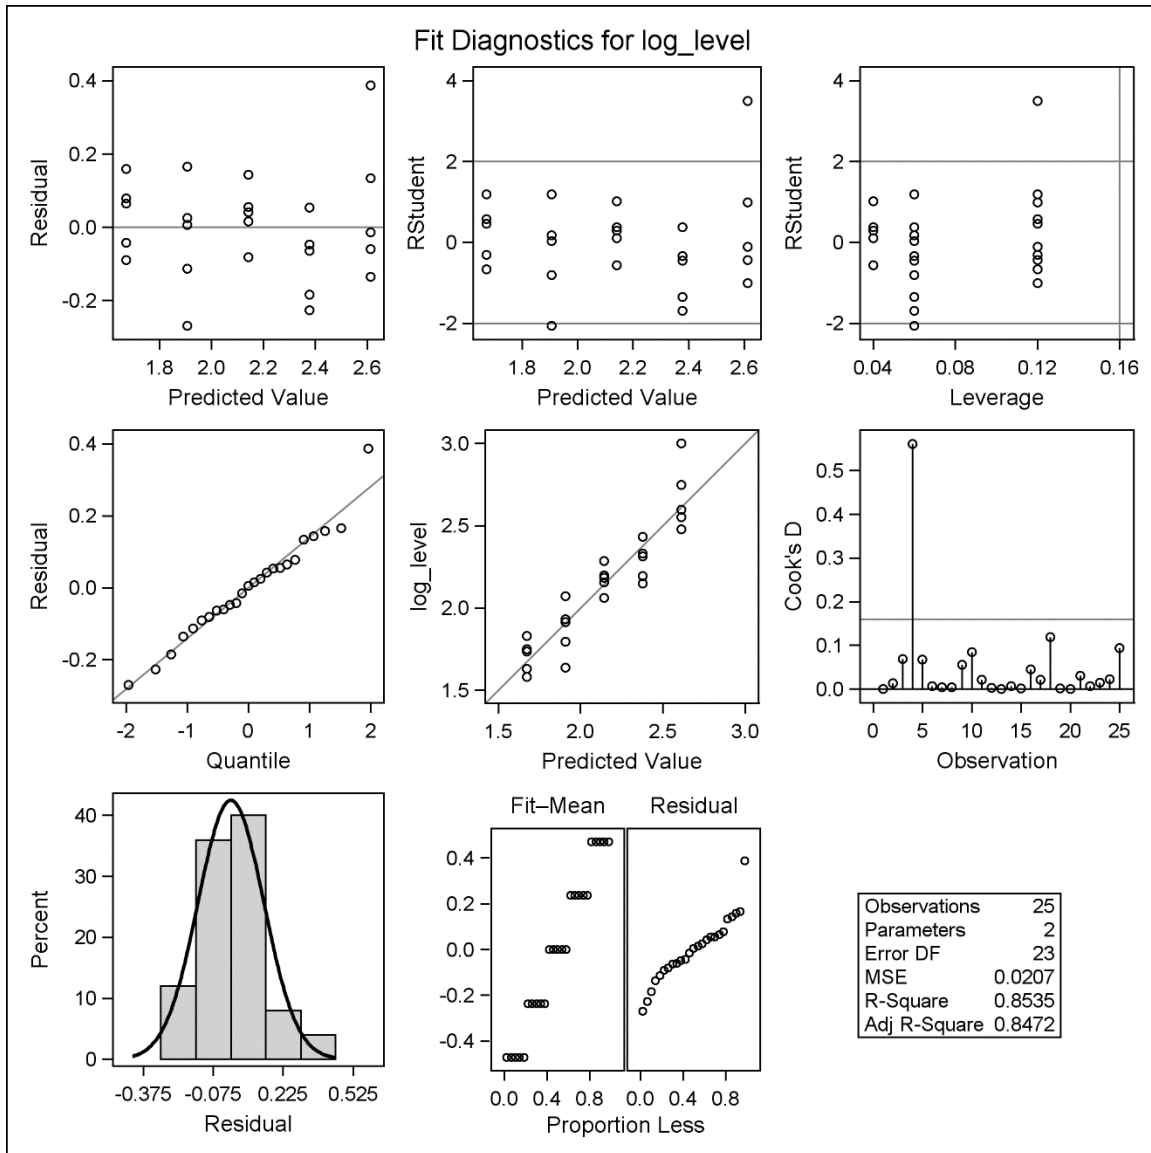 Fit Diagnostics for log_level
0.4
0.2
0.0
-0.2
Residual
1.8 2.0 2.2 2.4 2.6
Predicted Value
4
2
0
-2
RStudent
1.8 2.0 2.2 2.4 2.6
Predicted Value
4
2
0
-2
RStudent
0.04 0.08 0.12 0.16
Leverage
0.4
0.2
0.0
-0.2
Residual
-2 -1 0 1 2
Quantile
3.0
2.5
2.0
1.5
log_level
1.5 2.0 2.5 3.0
Predicted Value
0.5
0.4
0.3
0.2
0.1
0.0
Cook's D
0 5 10 15 20 25
Observation
40
30
20
10
0
Percent
-0.375 -0.075 0.225 0.525
Residual
Fit–Mean Residual
0.4
0.2
0.0
-0.2
-0.4
0.0 0.4 0.8 0.0 0.4 0.8
Proportion Less
Observations 25
Parameters 2
Error DF 23
MSE 0.0207
R-Square 0.8535
Adj R-Square 0.8472